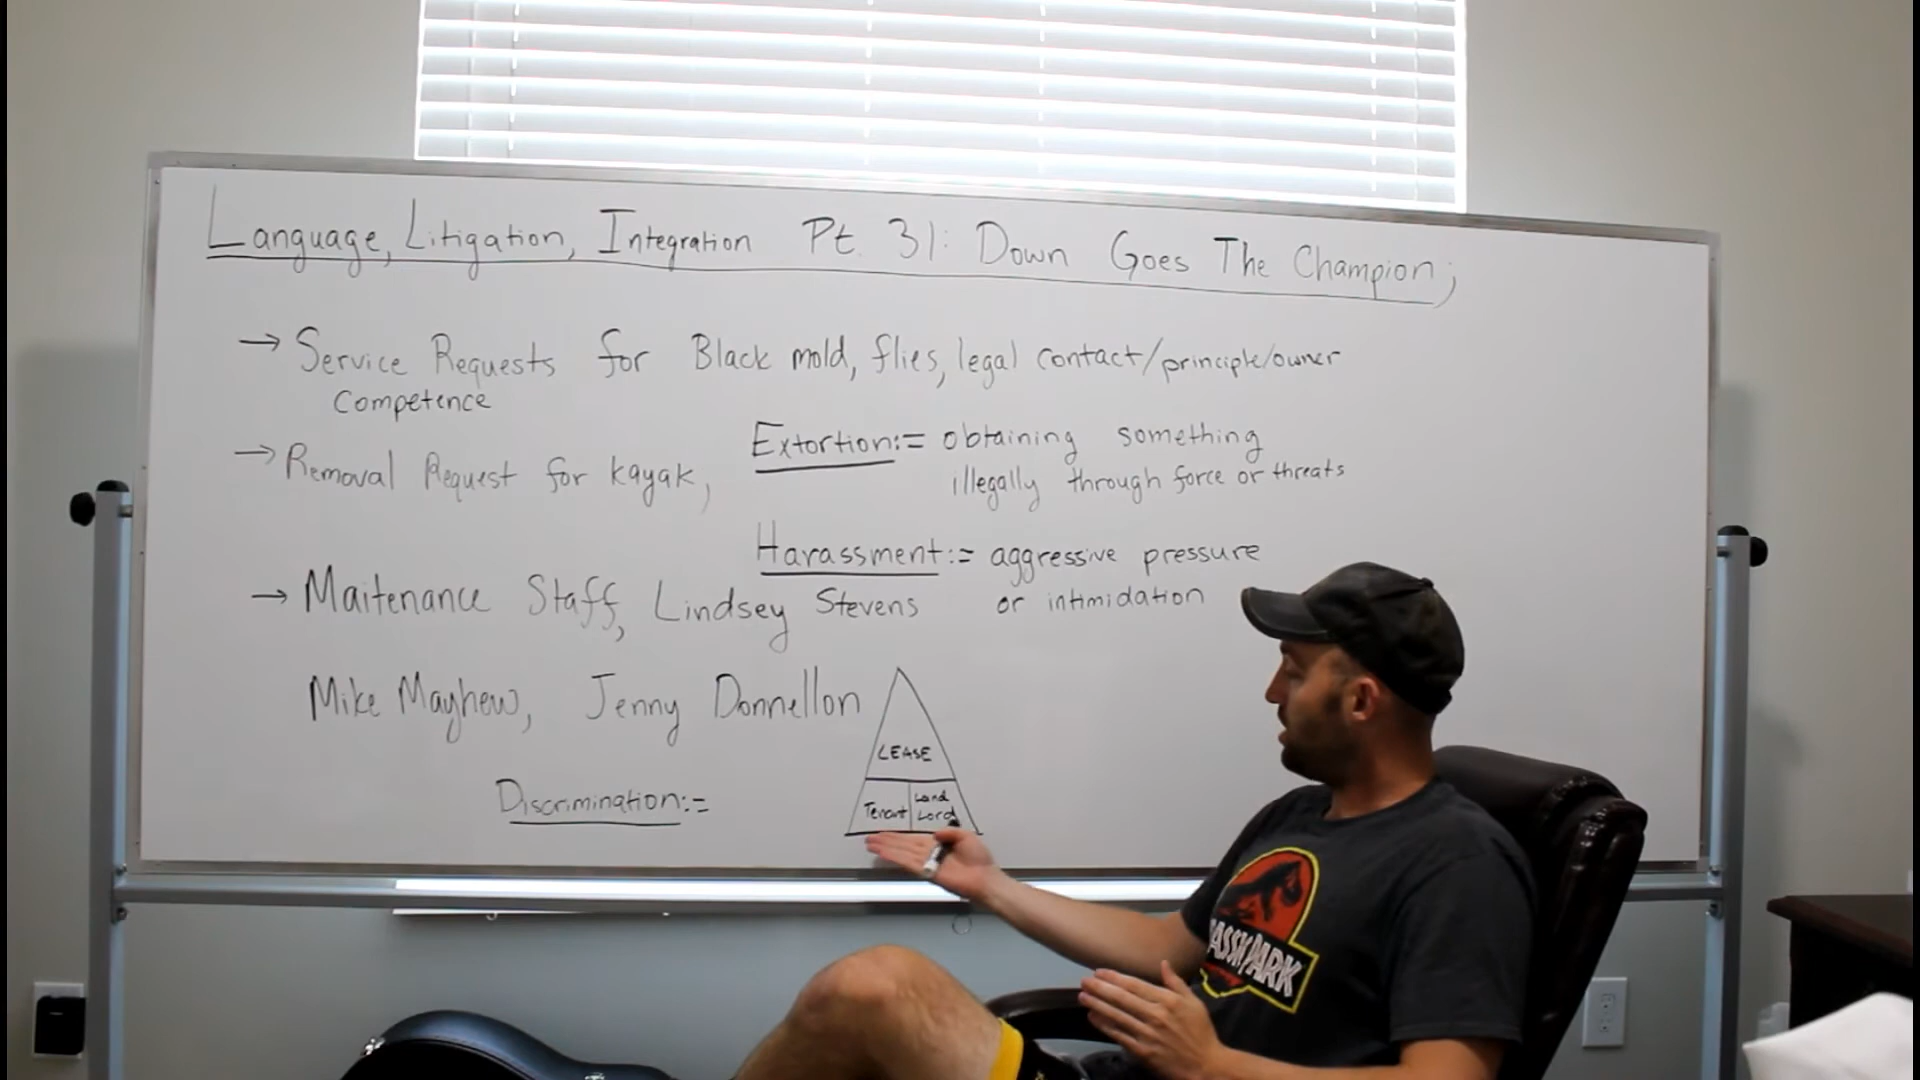 Language, Litigation, Integration Pt. 31: Down Goes The Champion;
→ Service Requests for Black mold, flies, legal contact/principle/owner
Competence
→ Removal Request for kayak,
Extortion:= obtaining something
illegally through force or threats
Harassment:= aggressive pressure
or intimidation
→ Maitenance Staff, Lindsey Stevens
Mike Mayhew, Jenny Donnellon
Discrimination:=
LEASE
Tenant
Land
Lord
PARK